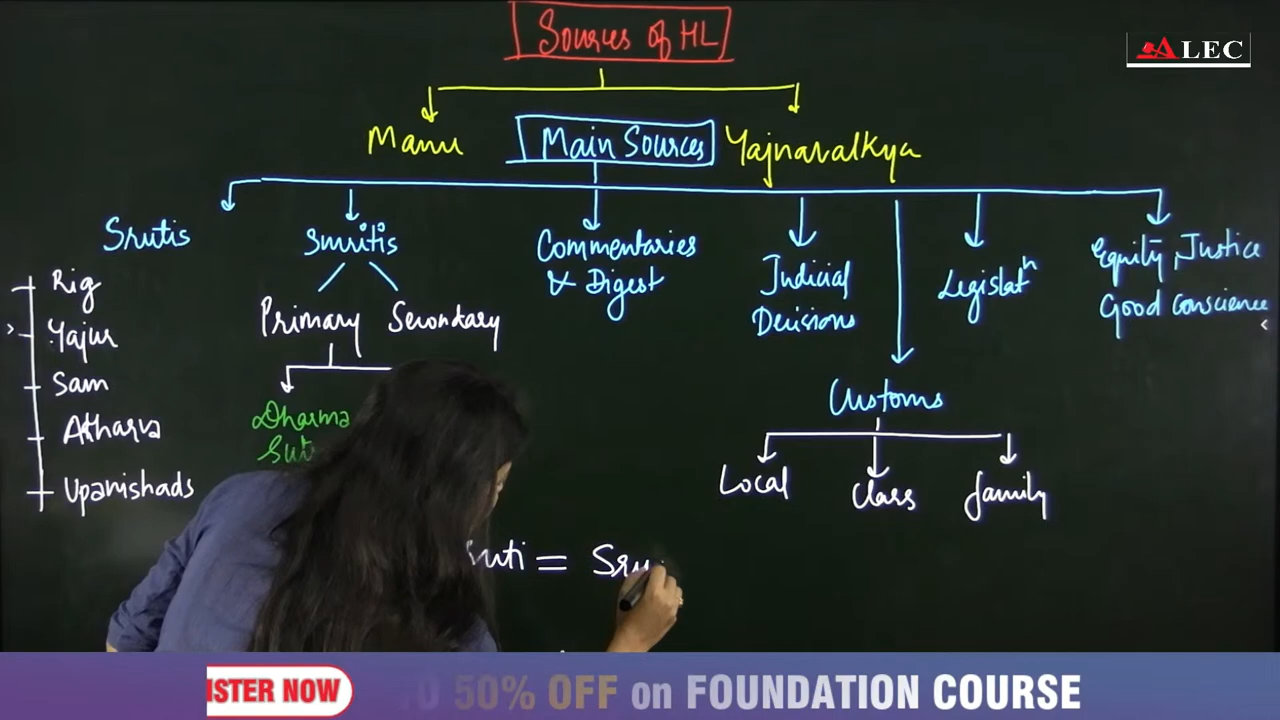 Sources of HL
ALEC
Manu
Main Sources
Yajnavalkya
Srutis
Smritis
Commentaries
& Digest
Judicial
Decisions
Legislatn
Equity, Justice
Good conscience
Rig
Yajur
Sam
Atharva
Upanishads
Primary
Secondary
Dharma
Customs
Local
Class
family
ruti =
ISTER NOW
O 50% OFF on FOUNDATION COURSE